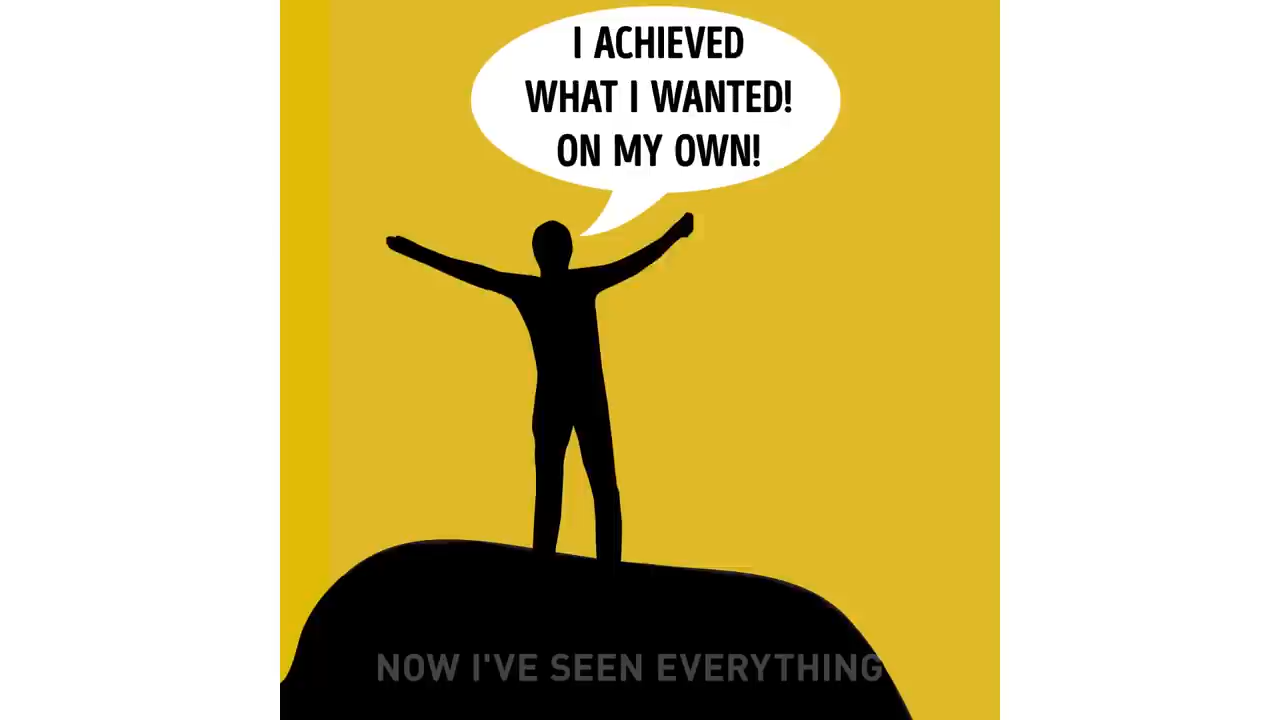 I ACHIEVED
WHAT I WANTED!
ON MY OWN!
NOW I'VE SEEN EVERYTHING